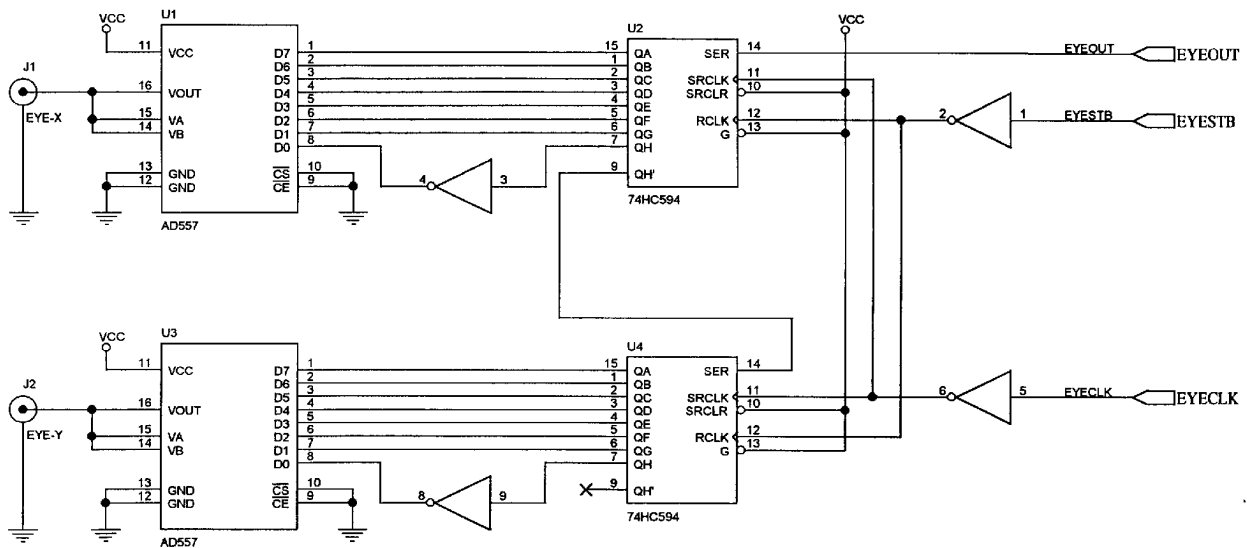 U1
VCC
11 VCC
D7 1
D6 2
D5 3
D4 4
D3 5
D2 6
D1 7
D0 8
J1
EYE-X
16 VOUT
15 VA
14 VB
13 GND
12 GND
CS 10
CE 9
AD557
4 3
U2
15 QA
1 QB
2 QC
3 QD
4 QE
5 QF
6 QG
7 QH
9 QH'
SER 14
SRCLK 11
SRCLR 10
RCLK 12
G 13
74HC594
VCC
EYEOUT EYEOUT
2 1 EYESTB EYESTB
U3
VCC
11 VCC
D7 1
D6 2
D5 3
D4 4
D3 5
D2 6
D1 7
D0 8
J2
EYE-Y
16 VOUT
15 VA
14 VB
13 GND
12 GND
CS 10
CE 9
AD557
8 9
U4
15 QA
1 QB
2 QC
3 QD
4 QE
5 QF
6 QG
7 QH
9 QH'
SER 14
SRCLK 11
SRCLR 10
RCLK 12
G 13
74HC594
6 5 EYECLK EYECLK